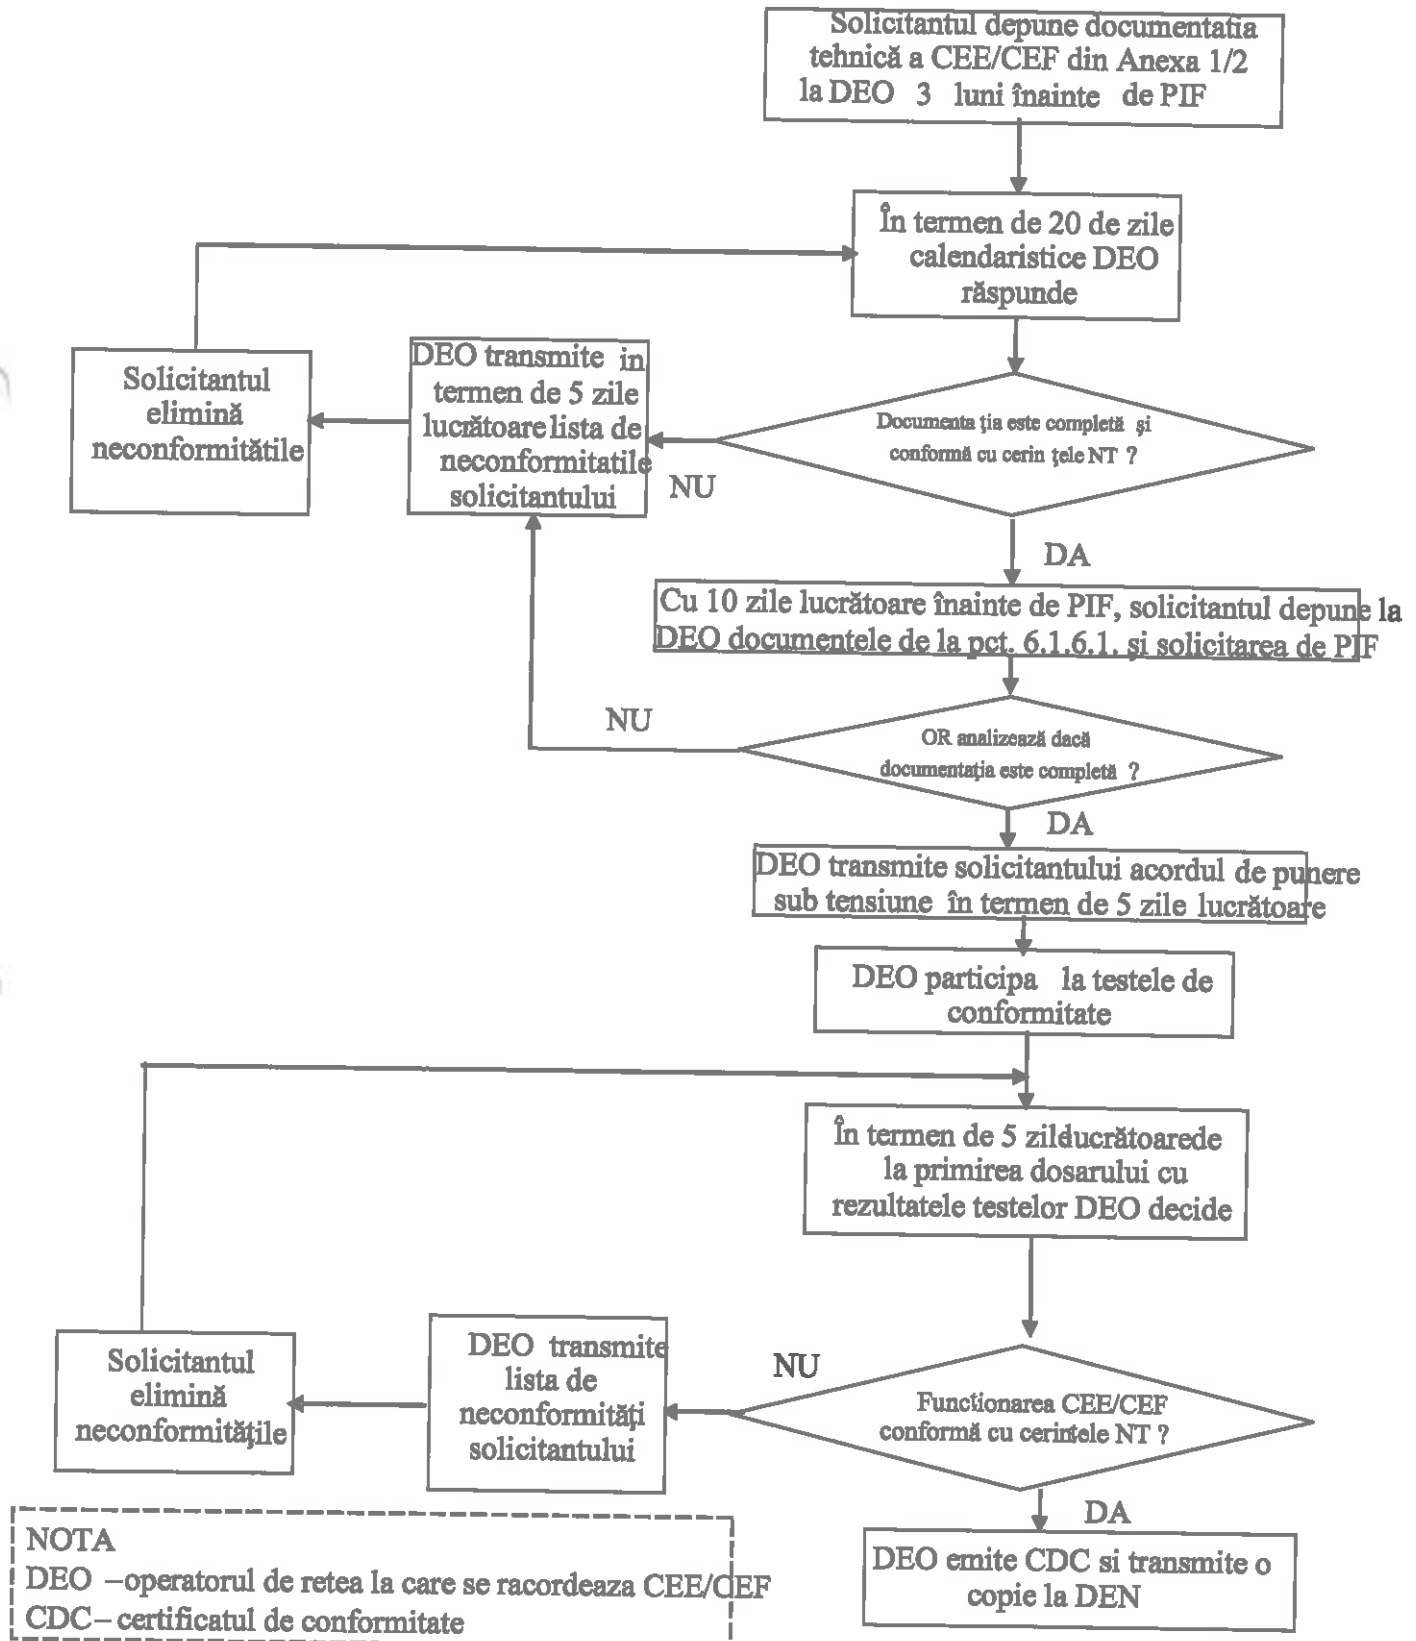 Solicitantul depune documentatia
tehnică a CEE/CEF din Anexa 1/2
la DEO 3 luni înainte de PIF
În termen de 20 de zile
calendaristice DEO
răspunde
Solicitantul
elimină
neconformitătile
DEO transmite in
termen de 5 zile
lucrătoare lista de
neconformitatile
solicitantului
Documenta ţia este completă şi
conformă cu cerin ţele NT ?
NU
DA
Cu 10 zile lucrătoare înainte de PIF, solicitantul depune la
DEO documentele de la pct. 6.1.6.1. şi solicitarea de PIF
NU
OR analizează dacă
documentaţia este completă ?
DA
DEO transmite solicitantului acordul de punere
sub tensiune în termen de 5 zile lucrătoare
DEO participa la testele de
conformitate
În termen de 5 zilelucrătoarede
la primirea dosarului cu
rezultatele testelor DEO decide
Solicitantul
elimină
neconformităţile
DEO transmite
lista de
neconformităţi
solicitantului
NU
Functionarea CEE/CEF
conformă cu cerintele NT ?
DA
DEO emite CDC si transmite o
copie la DEN
NOTA
DEO –operatorul de retea la care se racordeaza CEE/CEF
CDC– certificatul de conformitate